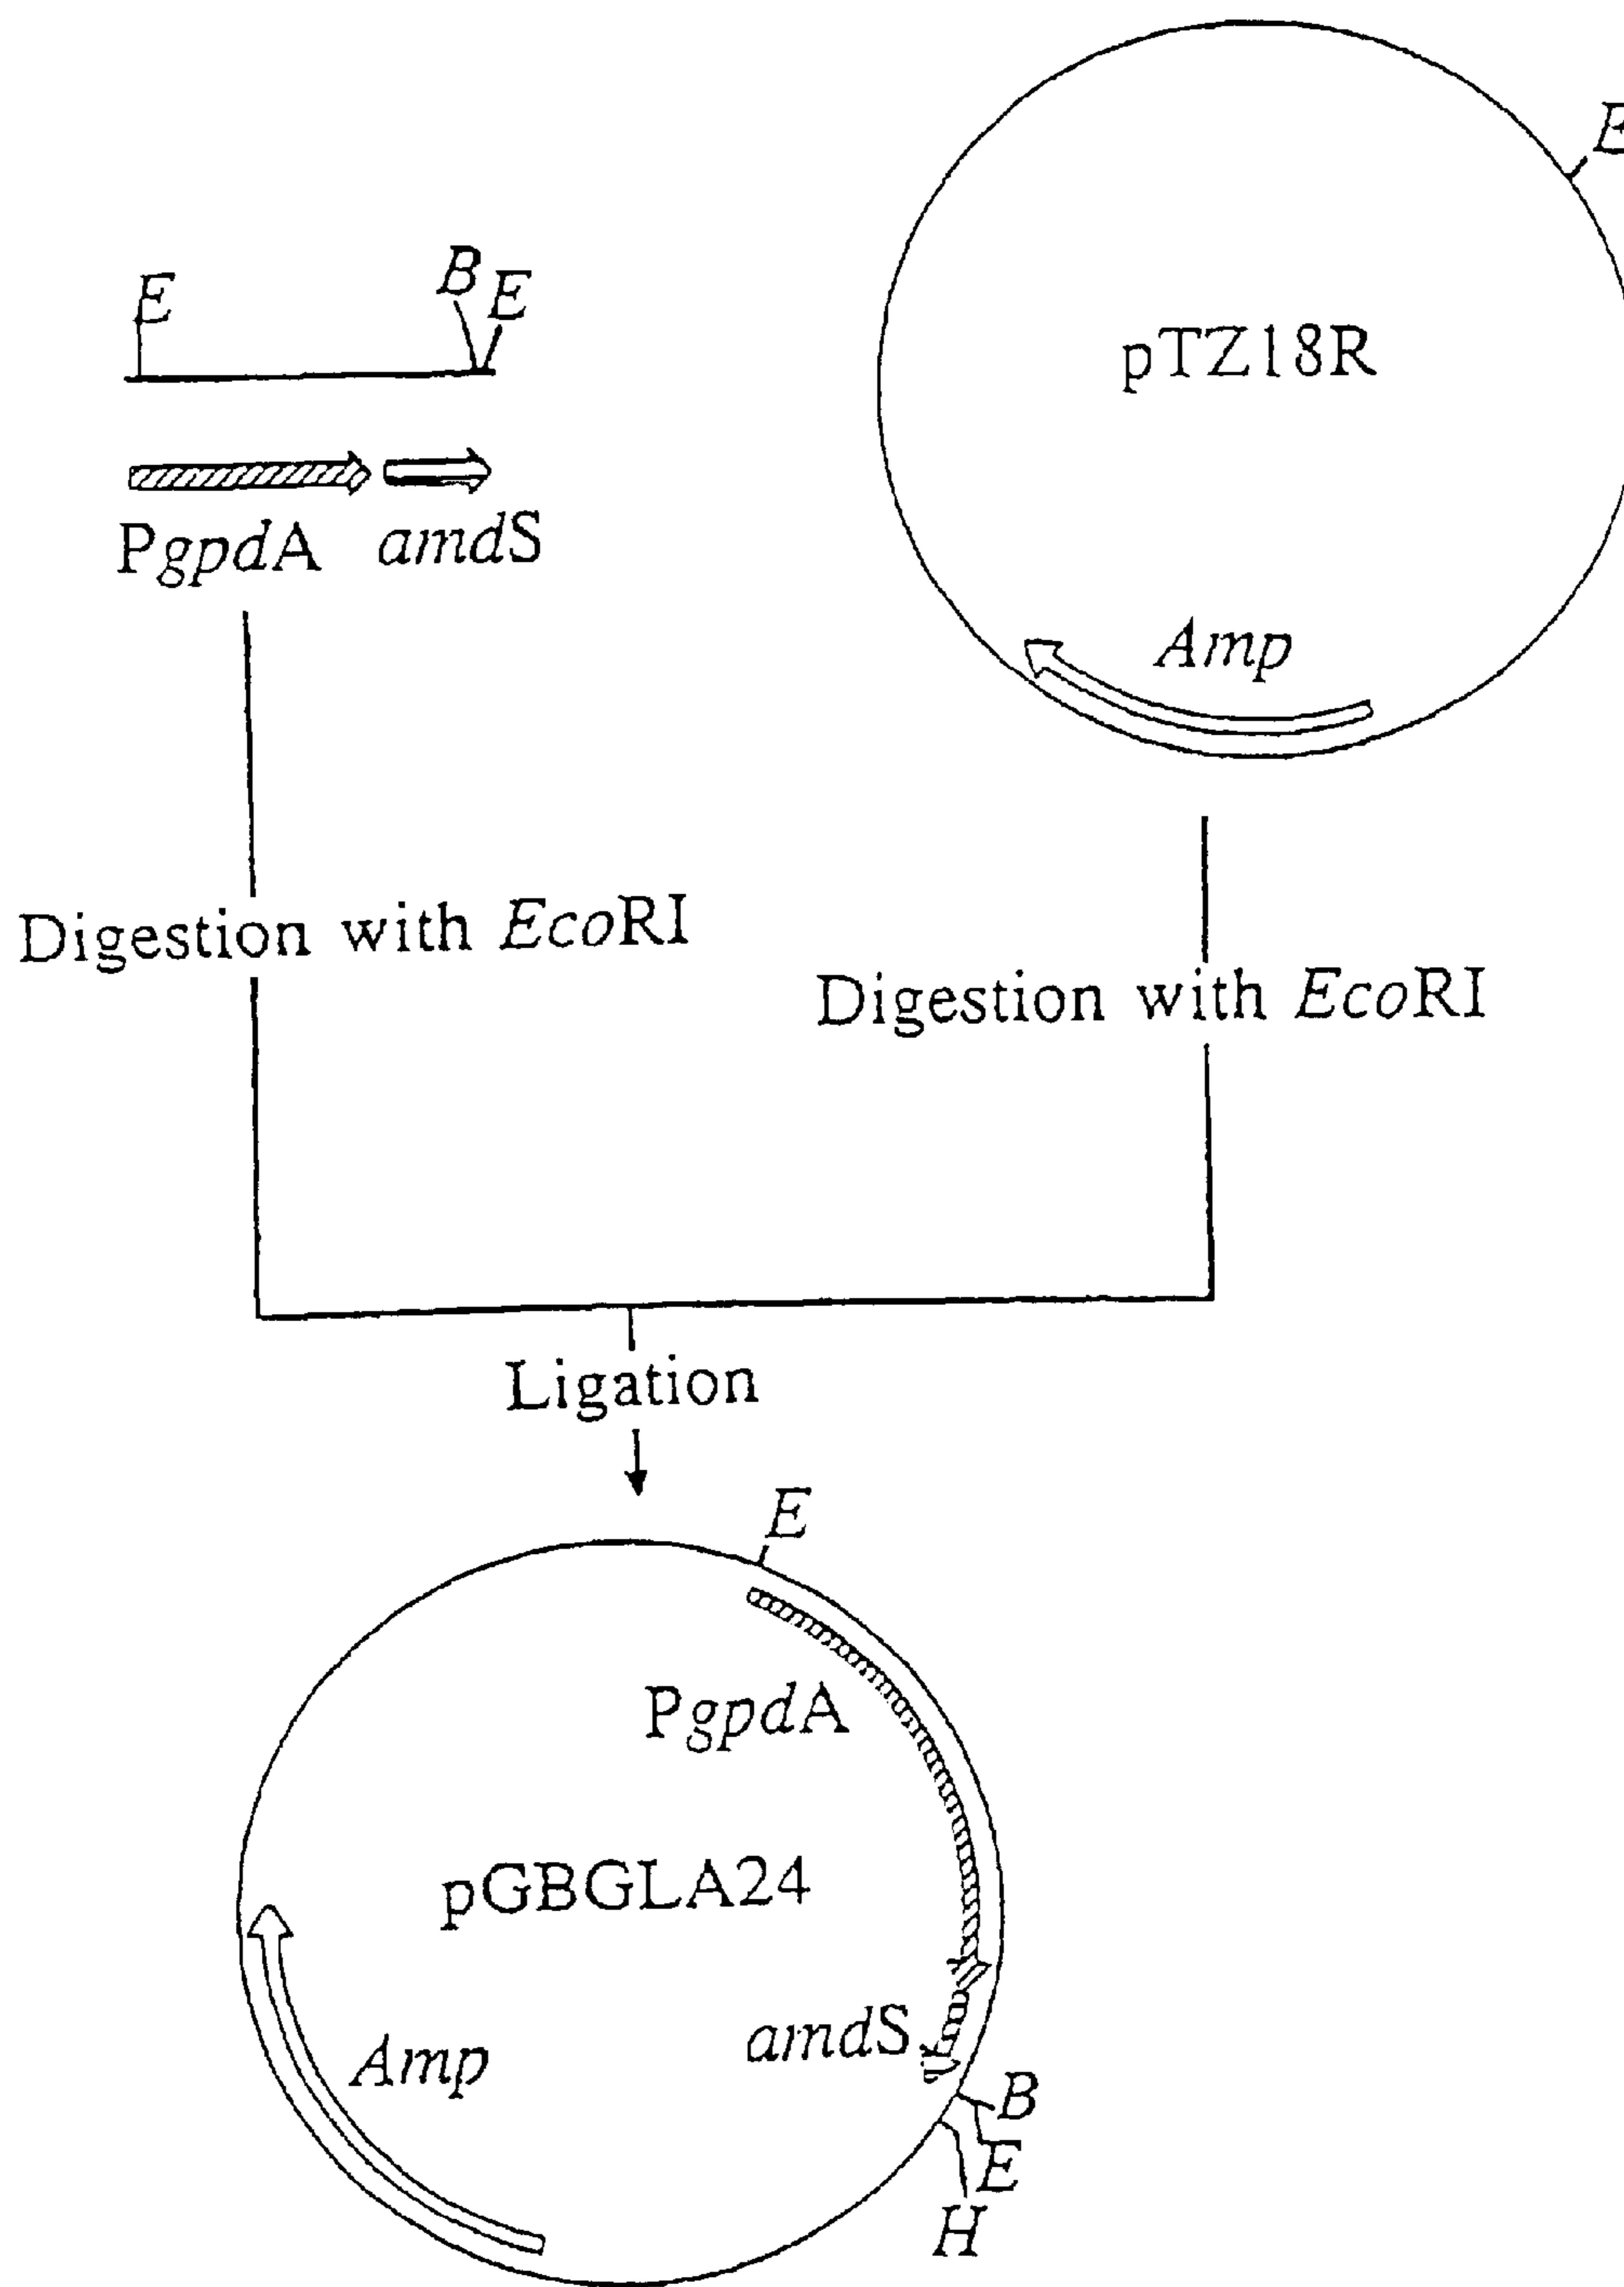 E
B E
E
pTZ18R
PgpdA amdS
Amp
Digestion with EcoRI
Digestion with EcoRI
Ligation
E
PgpdA
pGBGLA24
amdS
Amp
B
E
H